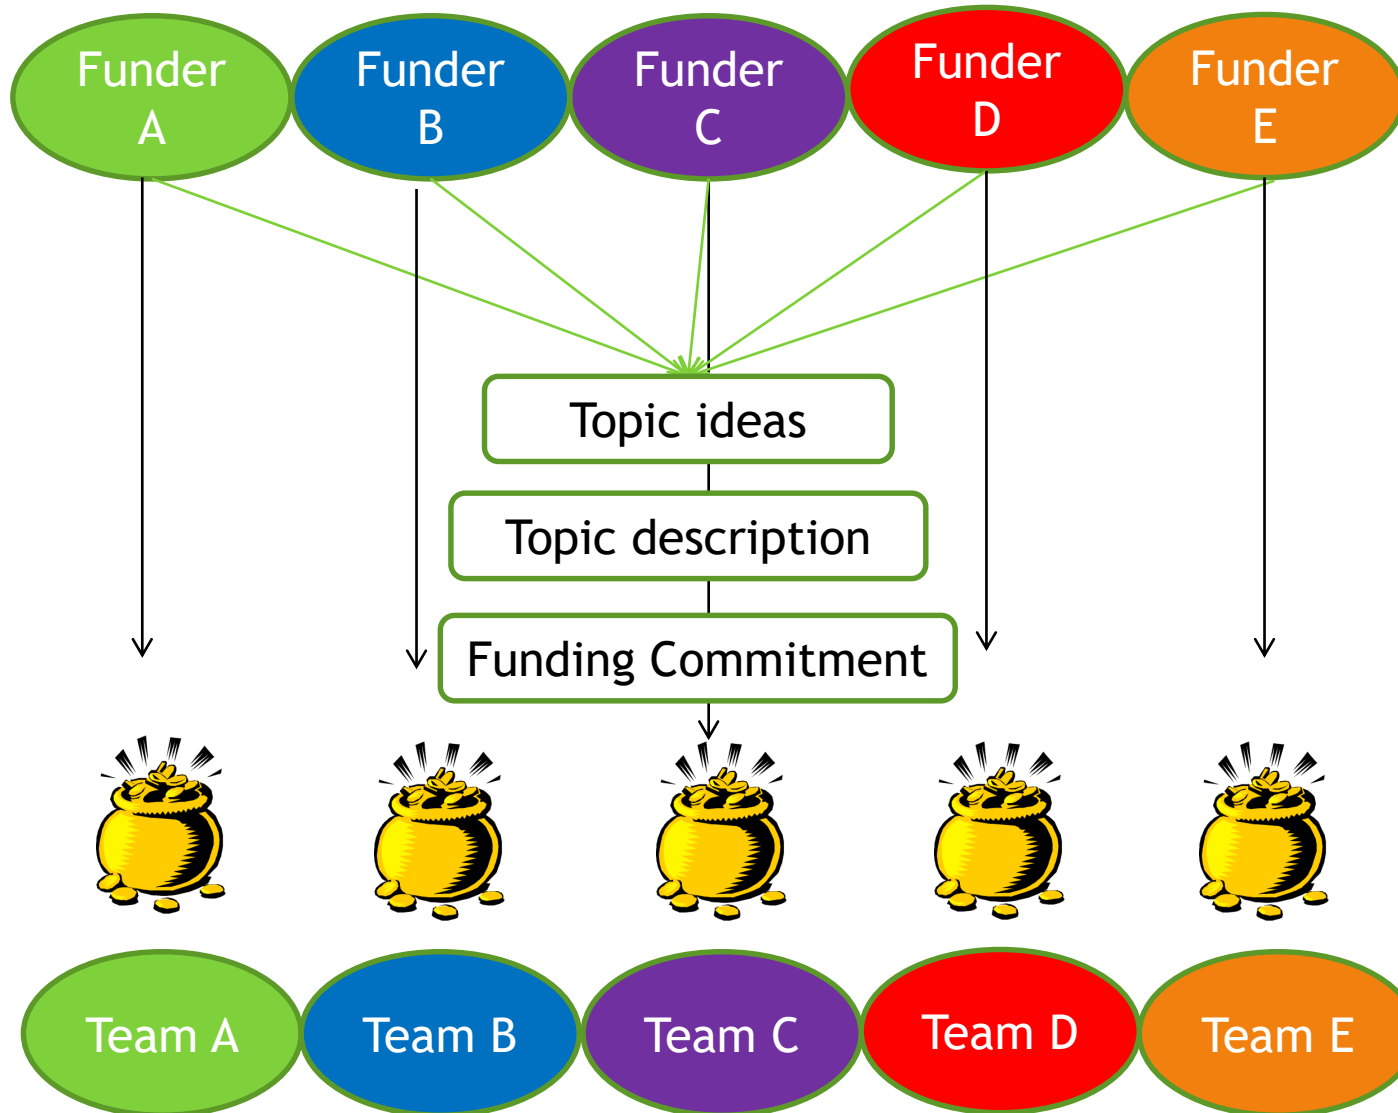 Funder
A
Funder
B
Funder
C
Funder
D
Funder
E
Topic ideas
Topic description
Funding Commitment
Team A
Team B
Team C
Team D
Team E